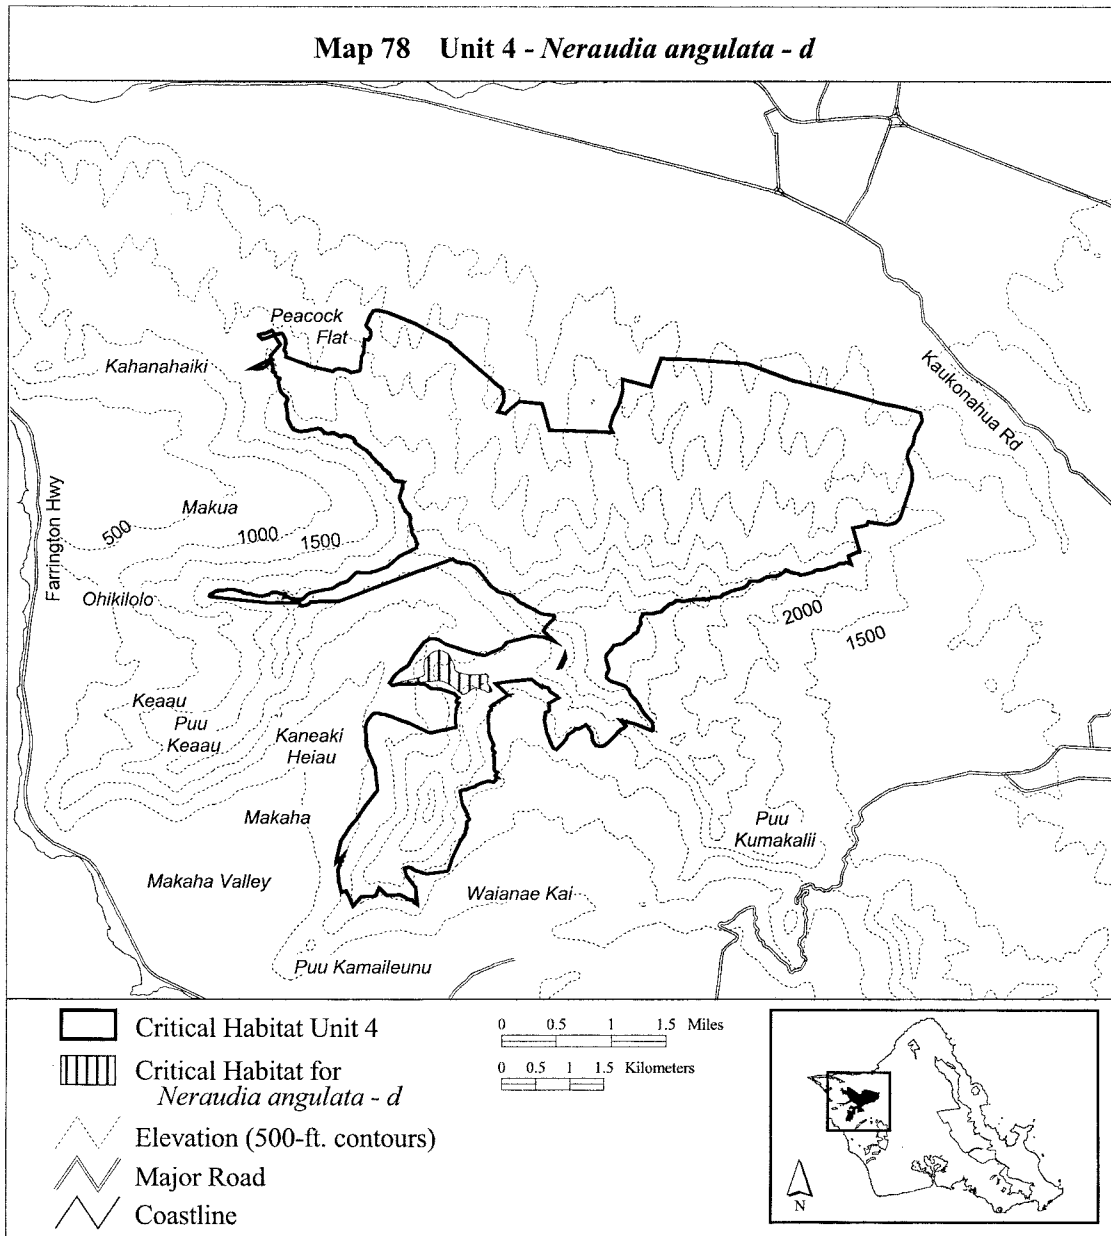 Map 78 Unit 4 - Neraudia angulata - d
Peacock
Flat
Kahanahaiki
Kaukonahua Rd
Farrington Hwy
Makua
500
1000
1500
Ohikilolo
2000
1500
Keaau
Puu
Keaau
Kaneaki
Heiau
Makaha
Puu
Kumakalii
Makaha Valley
Waianae Kai
Puu Kamaileunu
Critical Habitat Unit 4
Critical Habitat for
Neraudia angulata - d
Elevation (500-ft. contours)
Major Road
Coastline
0 0.5 1 1.5 Miles
0 0.5 1 1.5 Kilometers
N